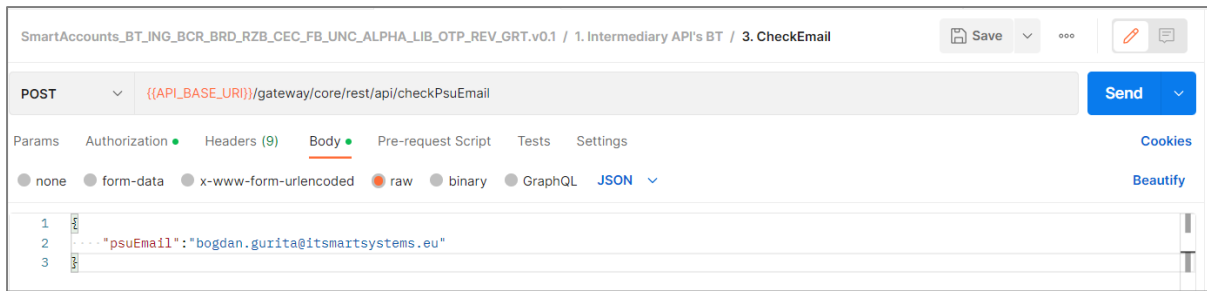 SmartAccounts_BT_ING_BCR_BRD_RZB_CEC_FB_UNC_ALPHA_LIB_OTP_REV_GRT.v0.1 / 1. Intermediary API's BT / 3. CheckEmail Save
POST {{API_BASE_URI}}/gateway/core/rest/api/checkPsuEmail Send
Params Authorization Headers (9) Body Pre-request Script Tests Settings Cookies
none form-data x-www-form-urlencoded raw binary GraphQL JSON Beautify
1 {
2 ····"psuEmail":"bogdan.gurita@itsmartsystems.eu"
3 }